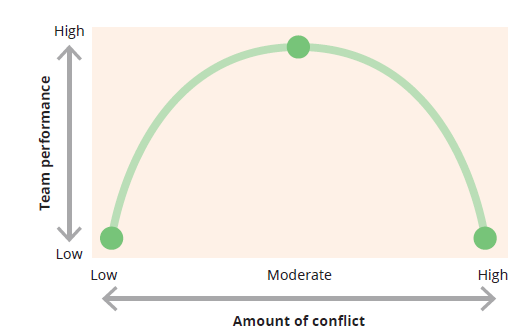 High
Team performance
Low
Low
Moderate
High
Amount of conflict